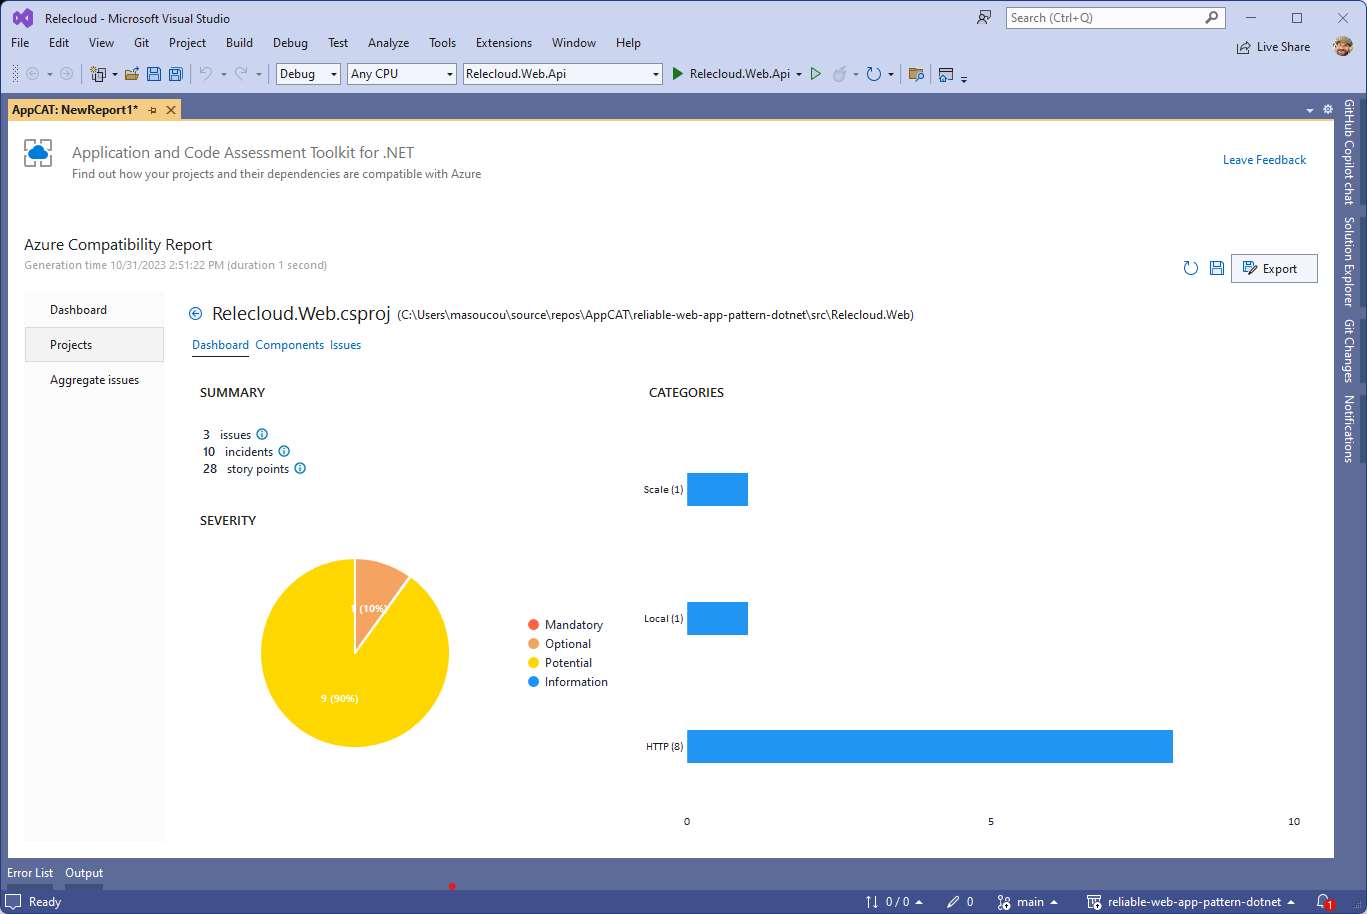 Relecloud - Microsoft Visual Studio
Search (Ctrl+Q)
File Edit View Git Project Build Debug Test Analyze Tools Extensions Window Help
Live Share
Debug Any CPU Relecloud.Web.Api Relecloud.Web.Api
AppCAT: NewReport1*
Application and Code Assessment Toolkit for .NET
Find out how your projects and their dependencies are compatible with Azure
Leave Feedback
Azure Compatibility Report
Generation time 10/31/2023 2:51:22 PM (duration 1 second)
Export
Dashboard
Projects
Aggregate issues
Relecloud.Web.csproj (C:\Users\masoucou\source\repos\AppCAT\reliable-web-app-pattern-dotnet\src\Relecloud.Web)
Dashboard Components Issues
SUMMARY
3 issues
10 incidents
28 story points
SEVERITY
1 (10%)
9 (90%)
Mandatory
Optional
Potential
Information
CATEGORIES
Scale (1)
Local (1)
HTTP (8)
0 5 10
GitHub Copilot chat
Solution Explorer
Git Changes
Notifications
Error List Output
Ready
0 / 0 0 main reliable-web-app-pattern-dotnet 1